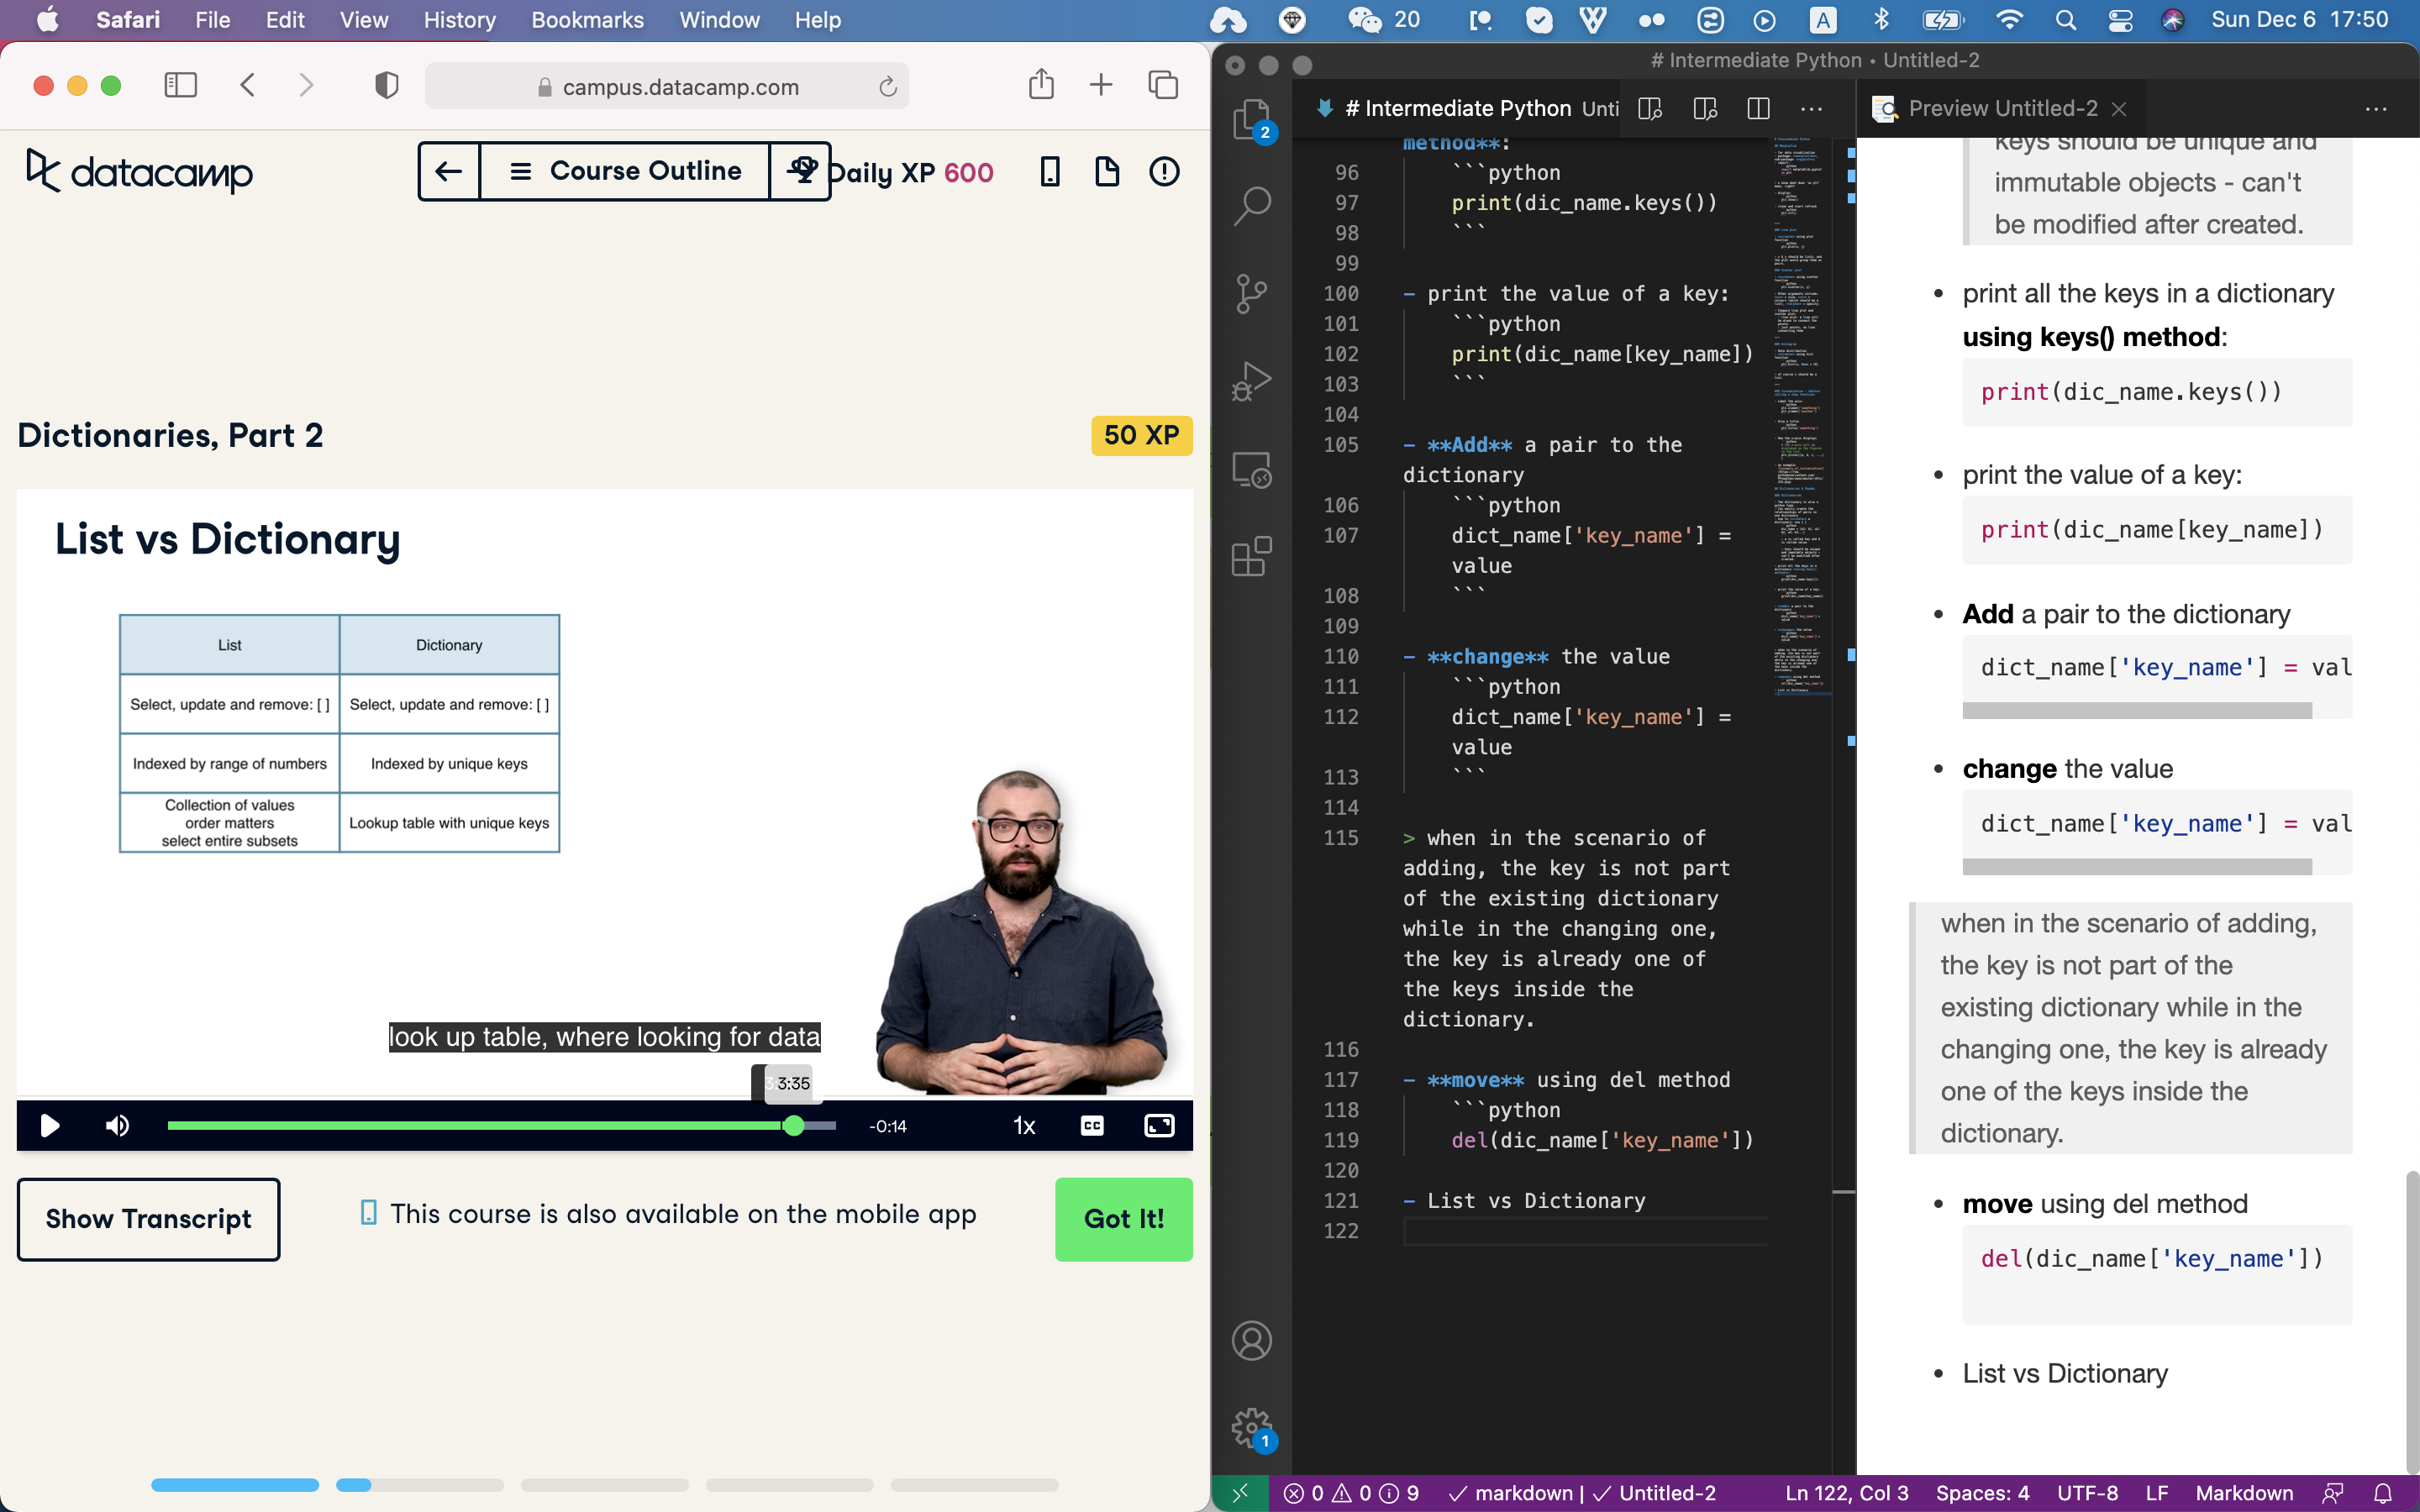 Safari File Edit View History Bookmarks Window Help 20 A Sun Dec 6 17:50
campus.datacamp.com
datacamp
Course Outline
Daily XP 600
Dictionaries, Part 2
50 XP
List vs Dictionary
List Dictionary
Select, update and remove: [ ] Select, update and remove: [ ]
Indexed by range of numbers Indexed by unique keys
Collection of values
order matters
select entire subsets
Lookup table with unique keys
look up table, where looking for data
3:35
-0:14 1x CC
Show Transcript
This course is also available on the mobile app
Got It!
# Intermediate Python • Untitled-2
2
# Intermediate Python Unti
method**:
96 ```python
97 print(dic_name.keys())
98 ```
99
100 - print the value of a key:
101 ```python
102 print(dic_name[key_name])
103 ```
104
105 - **Add** a pair to the
dictionary
106 ```python
107 dict_name['key_name'] =
value
108 ```
109
110 - **change** the value
111 ```python
112 dict_name['key_name'] =
value
113 ```
114
115 > when in the scenario of
adding, the key is not part
of the existing dictionary
while in the changing one,
the key is already one of
the keys inside the
dictionary.
116
117 - **move** using del method
118 ```python
119 del(dic_name['key_name'])
120
121 - List vs Dictionary
122
1
Preview Untitled-2
keys should be unique and
immutable objects - can't
be modified after created.
• print all the keys in a dictionary
using keys() method:
print(dic_name.keys())
• print the value of a key:
print(dic_name[key_name])
• Add a pair to the dictionary
dict_name['key_name'] = val
• change the value
dict_name['key_name'] = val
when in the scenario of adding,
the key is not part of the
existing dictionary while in the
changing one, the key is already
one of the keys inside the
dictionary.
• move using del method
del(dic_name['key_name'])
• List vs Dictionary
0 0 9 markdown | Untitled-2 Ln 122, Col 3 Spaces: 4 UTF-8 LF Markdown